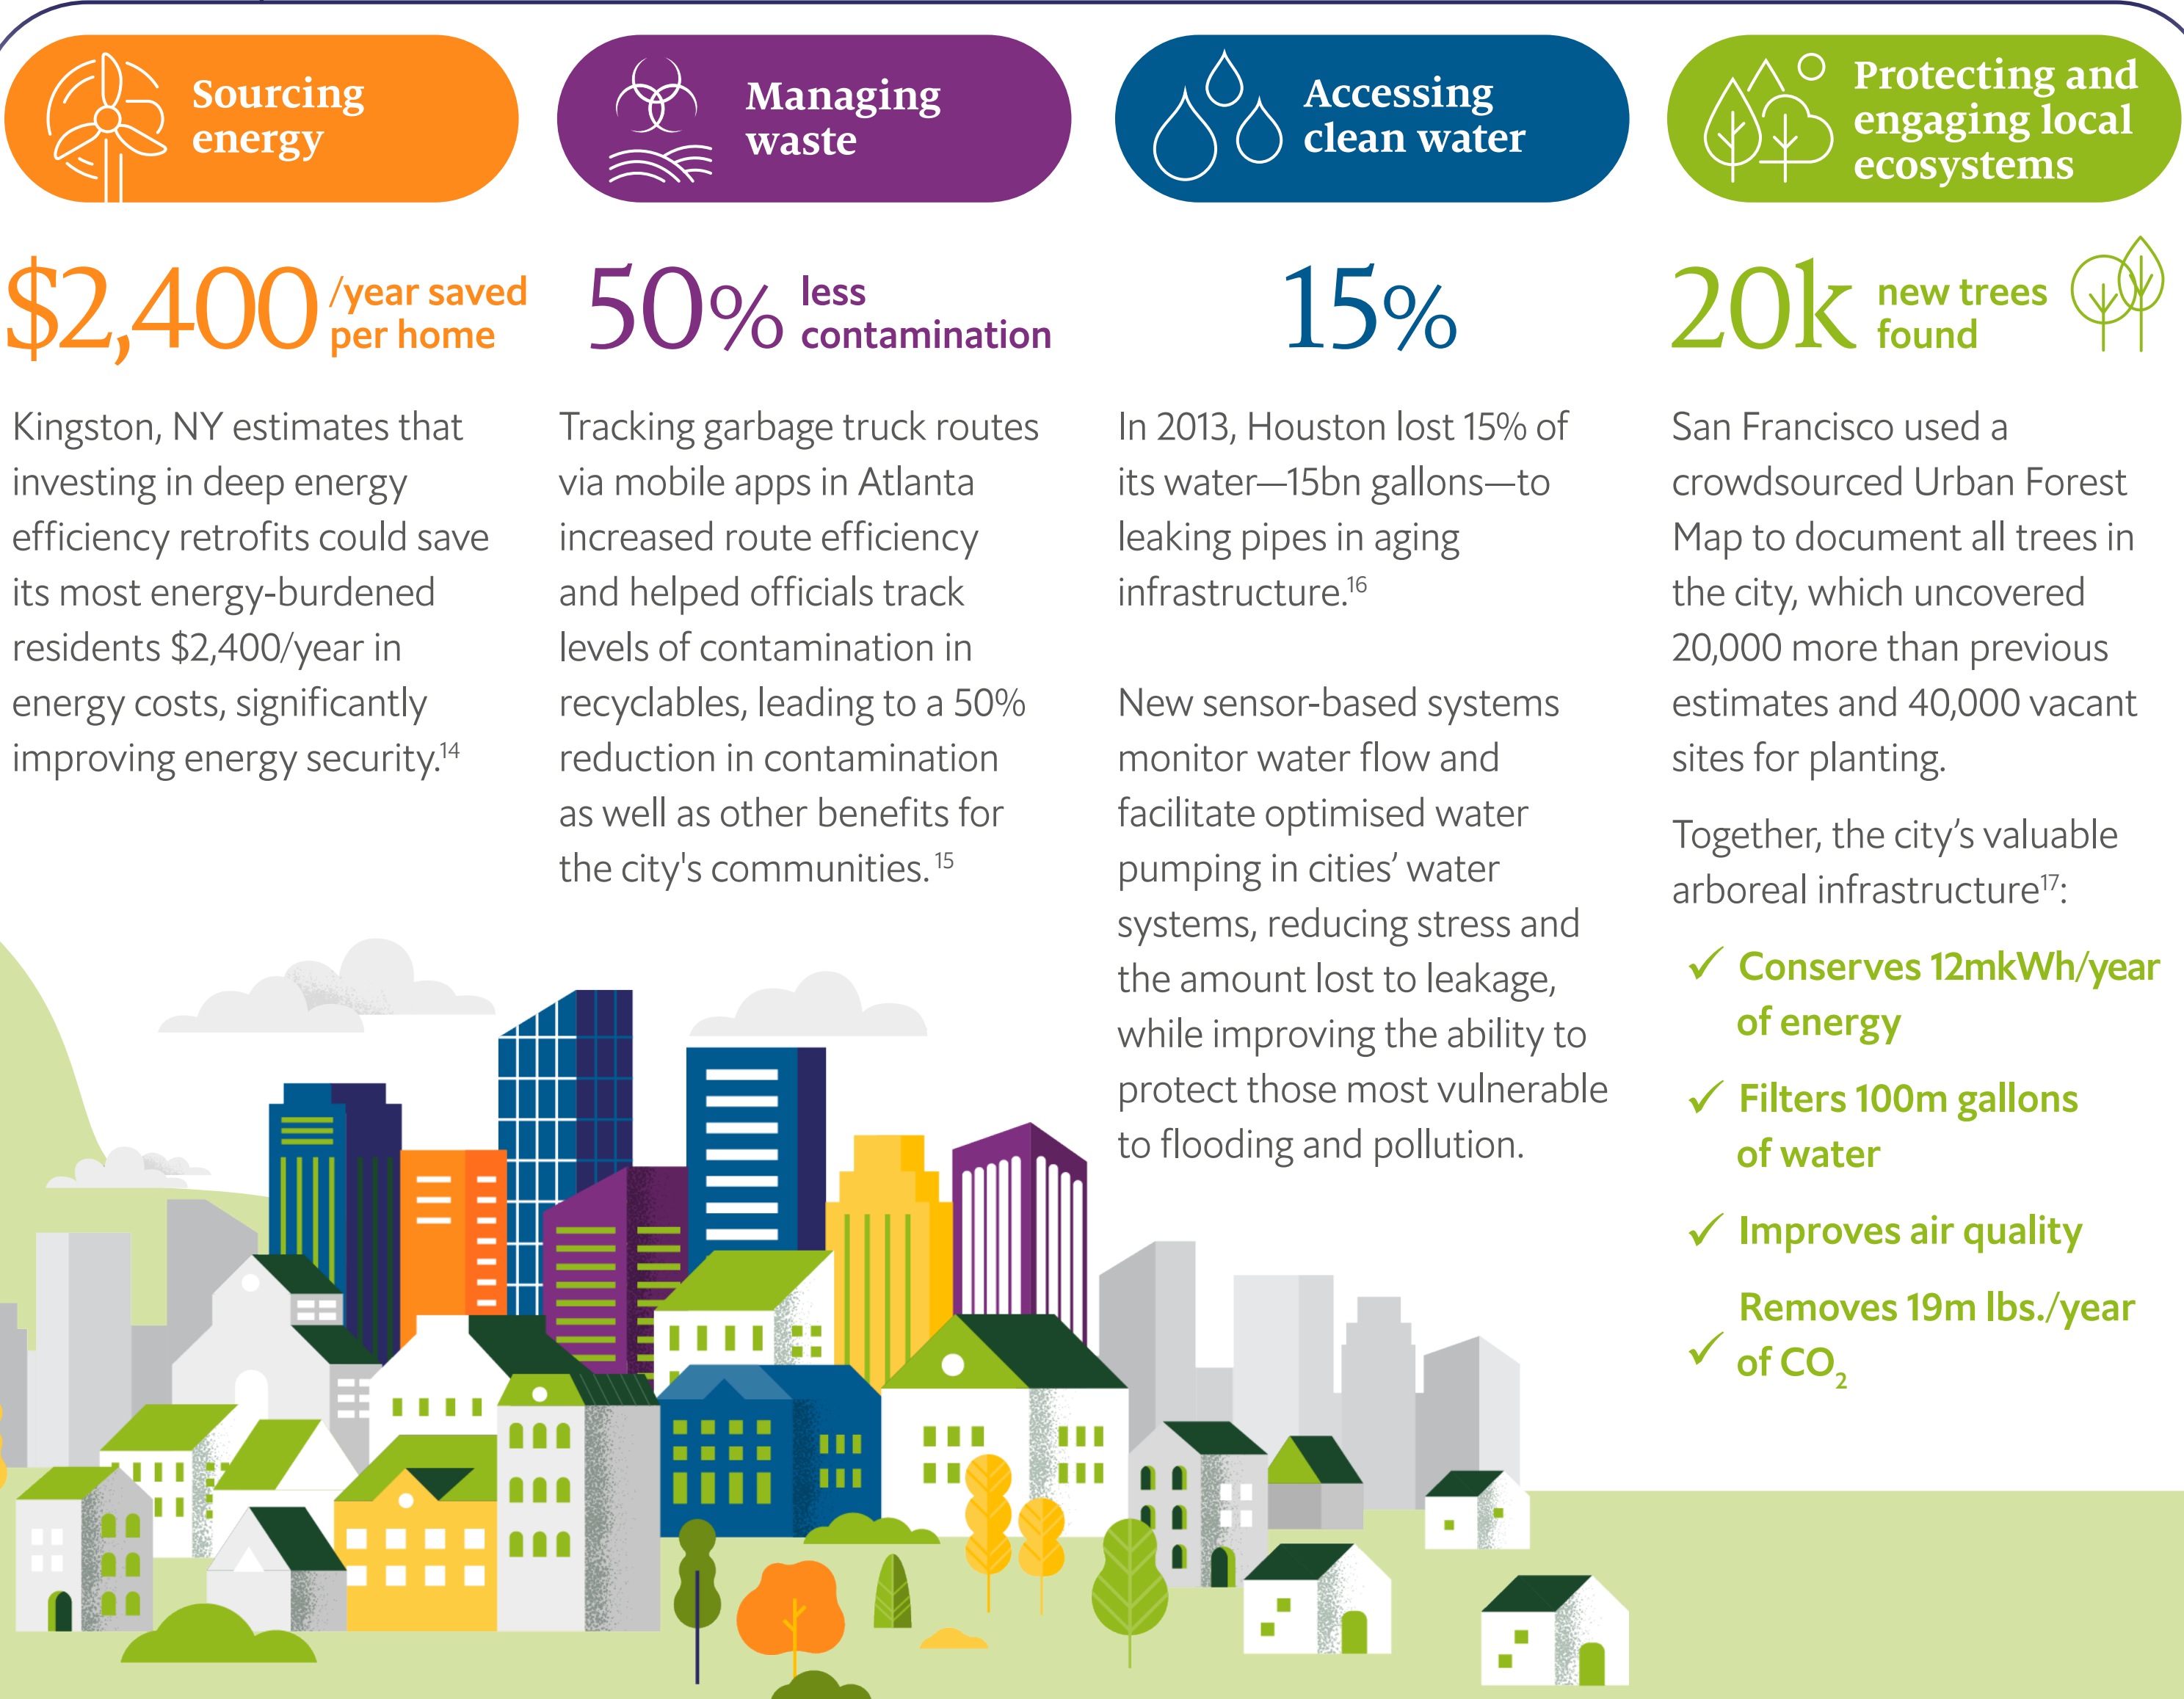 Sourcing
energy
$2,400 /year saved
per home
Kingston, NY estimates that
investing in deep energy
efficiency retrofits could save
its most energy-burdened
residents $2,400/year in
energy costs, significantly
improving energy security.14
Managing
waste
50% less
contamination
Tracking garbage truck routes
via mobile apps in Atlanta
increased route efficiency
and helped officials track
levels of contamination in
recyclables, leading to a 50%
reduction in contamination
as well as other benefits for
the city's communities. 15
Accessing
clean water
15%
In 2013, Houston lost 15% of
its water—15bn gallons—to
leaking pipes in aging
infrastructure.16
New sensor-based systems
monitor water flow and
facilitate optimised water
pumping in cities’ water
systems, reducing stress and
the amount lost to leakage,
while improving the ability to
protect those most vulnerable
to flooding and pollution.
Protecting and
engaging local
ecosystems
20k new trees
found
San Francisco used a
crowdsourced Urban Forest
Map to document all trees in
the city, which uncovered
20,000 more than previous
estimates and 40,000 vacant
sites for planting.
Together, the city’s valuable
arboreal infrastructure17:
✓ Conserves 12mkWh/year
of energy
✓ Filters 100m gallons
of water
✓ Improves air quality
Removes 19m lbs./year
✓ of CO2